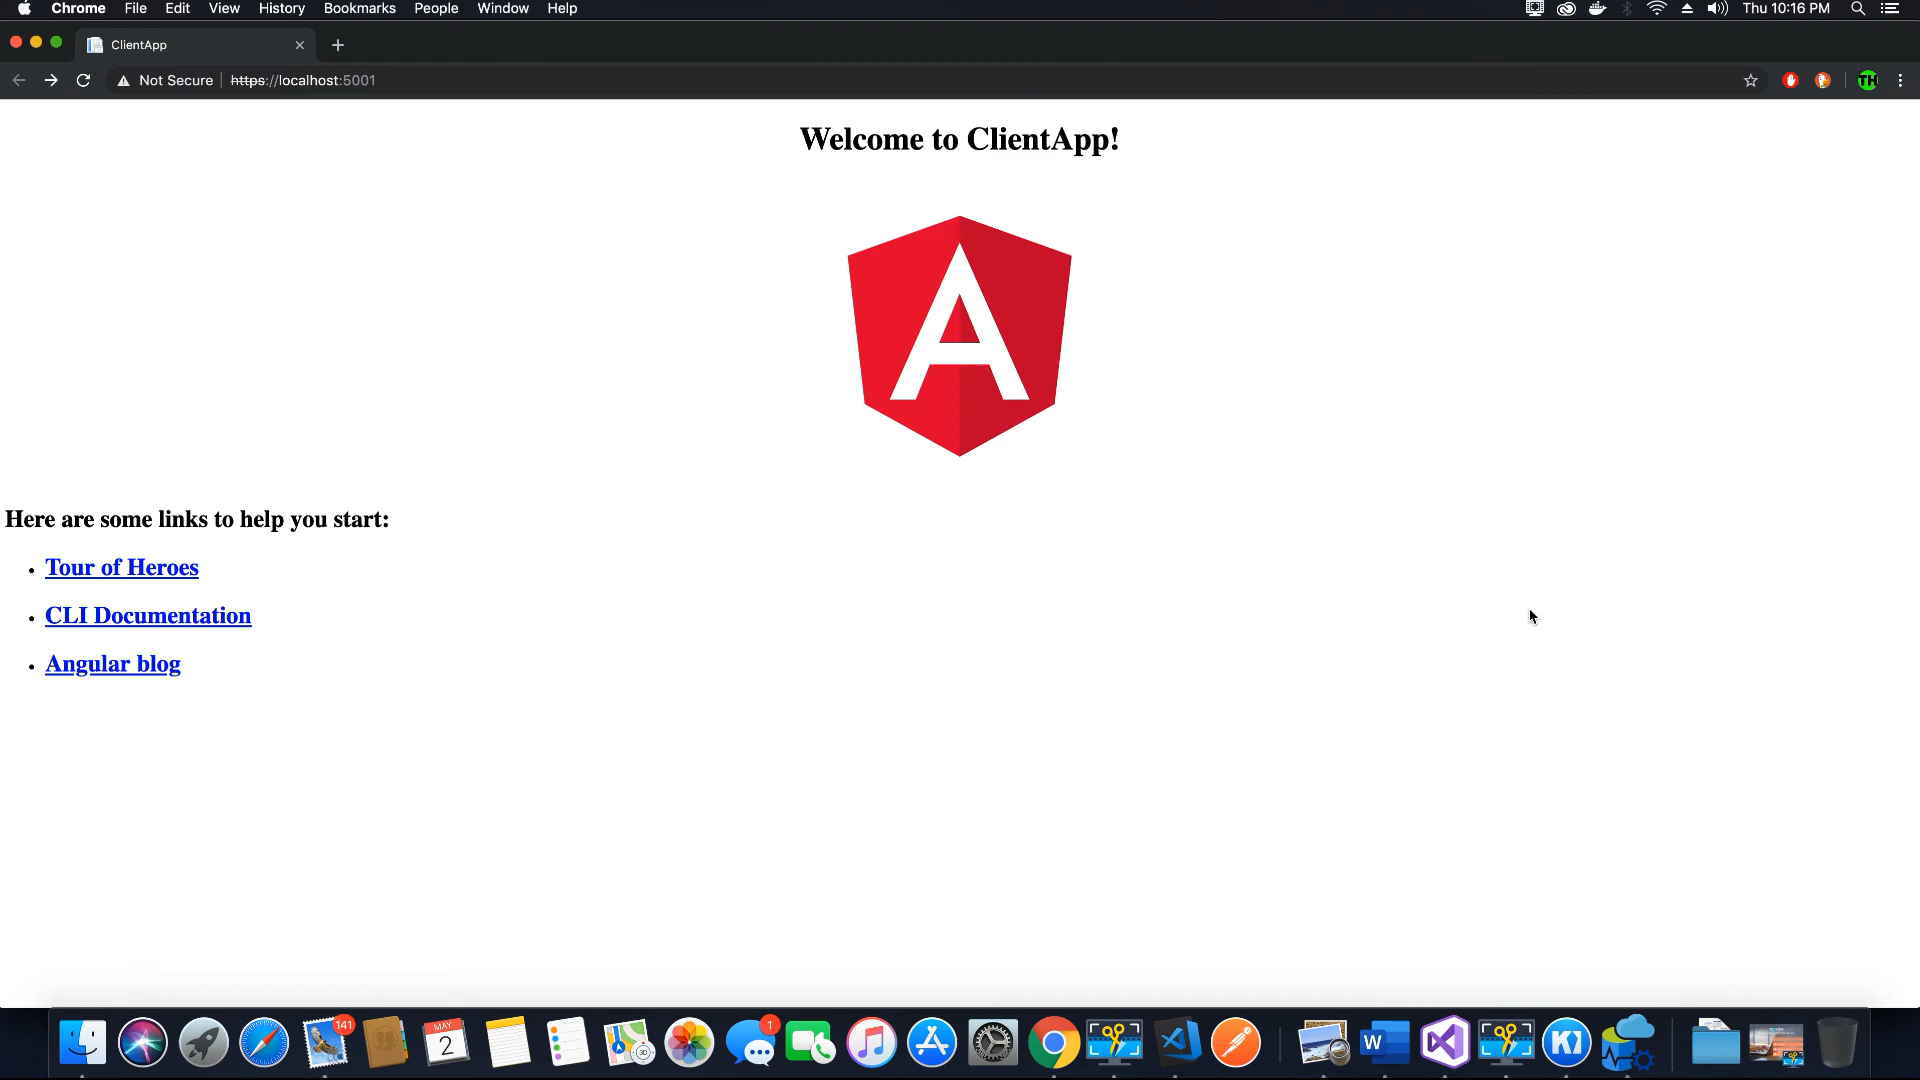 Chrome File Edit View History Bookmarks People Window Help Thu 10:16 PM
ClientApp
Not Secure https://localhost:5001 TH
Welcome to ClientApp!
A
Here are some links to help you start:
Tour of Heroes
CLI Documentation
Angular blog
141 MAY 2 3D 1 W K